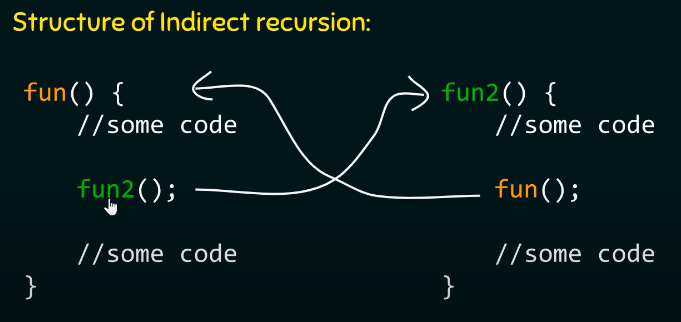 Structure of Indirect recursion:
fun() {
//some code
fun2();
//some code
}
fun2() {
//some code
fun();
//some code
}